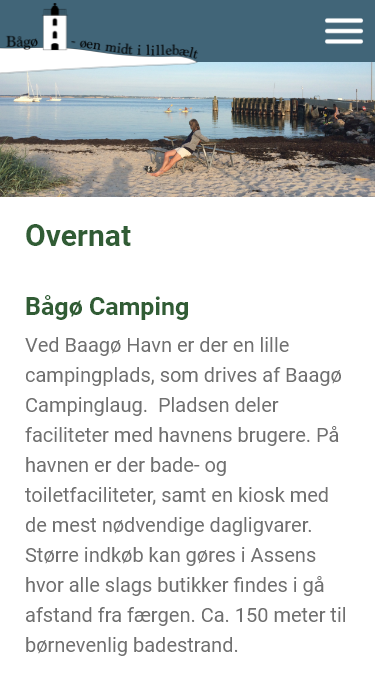 Bågø - øen midt i lillebælt
Overnat
Bågø Camping
Ved Baagø Havn er der en lille
campingplads, som drives af Baagø
Campinglaug.  Pladsen deler
faciliteter med havnens brugere. På
havnen er der bade- og
toiletfaciliteter, samt en kiosk med
de mest nødvendige dagligvarer.
Større indkøb kan gøres i Assens
hvor alle slags butikker findes i gå
afstand fra færgen. Ca. 150 meter til
børnevenlig badestrand.